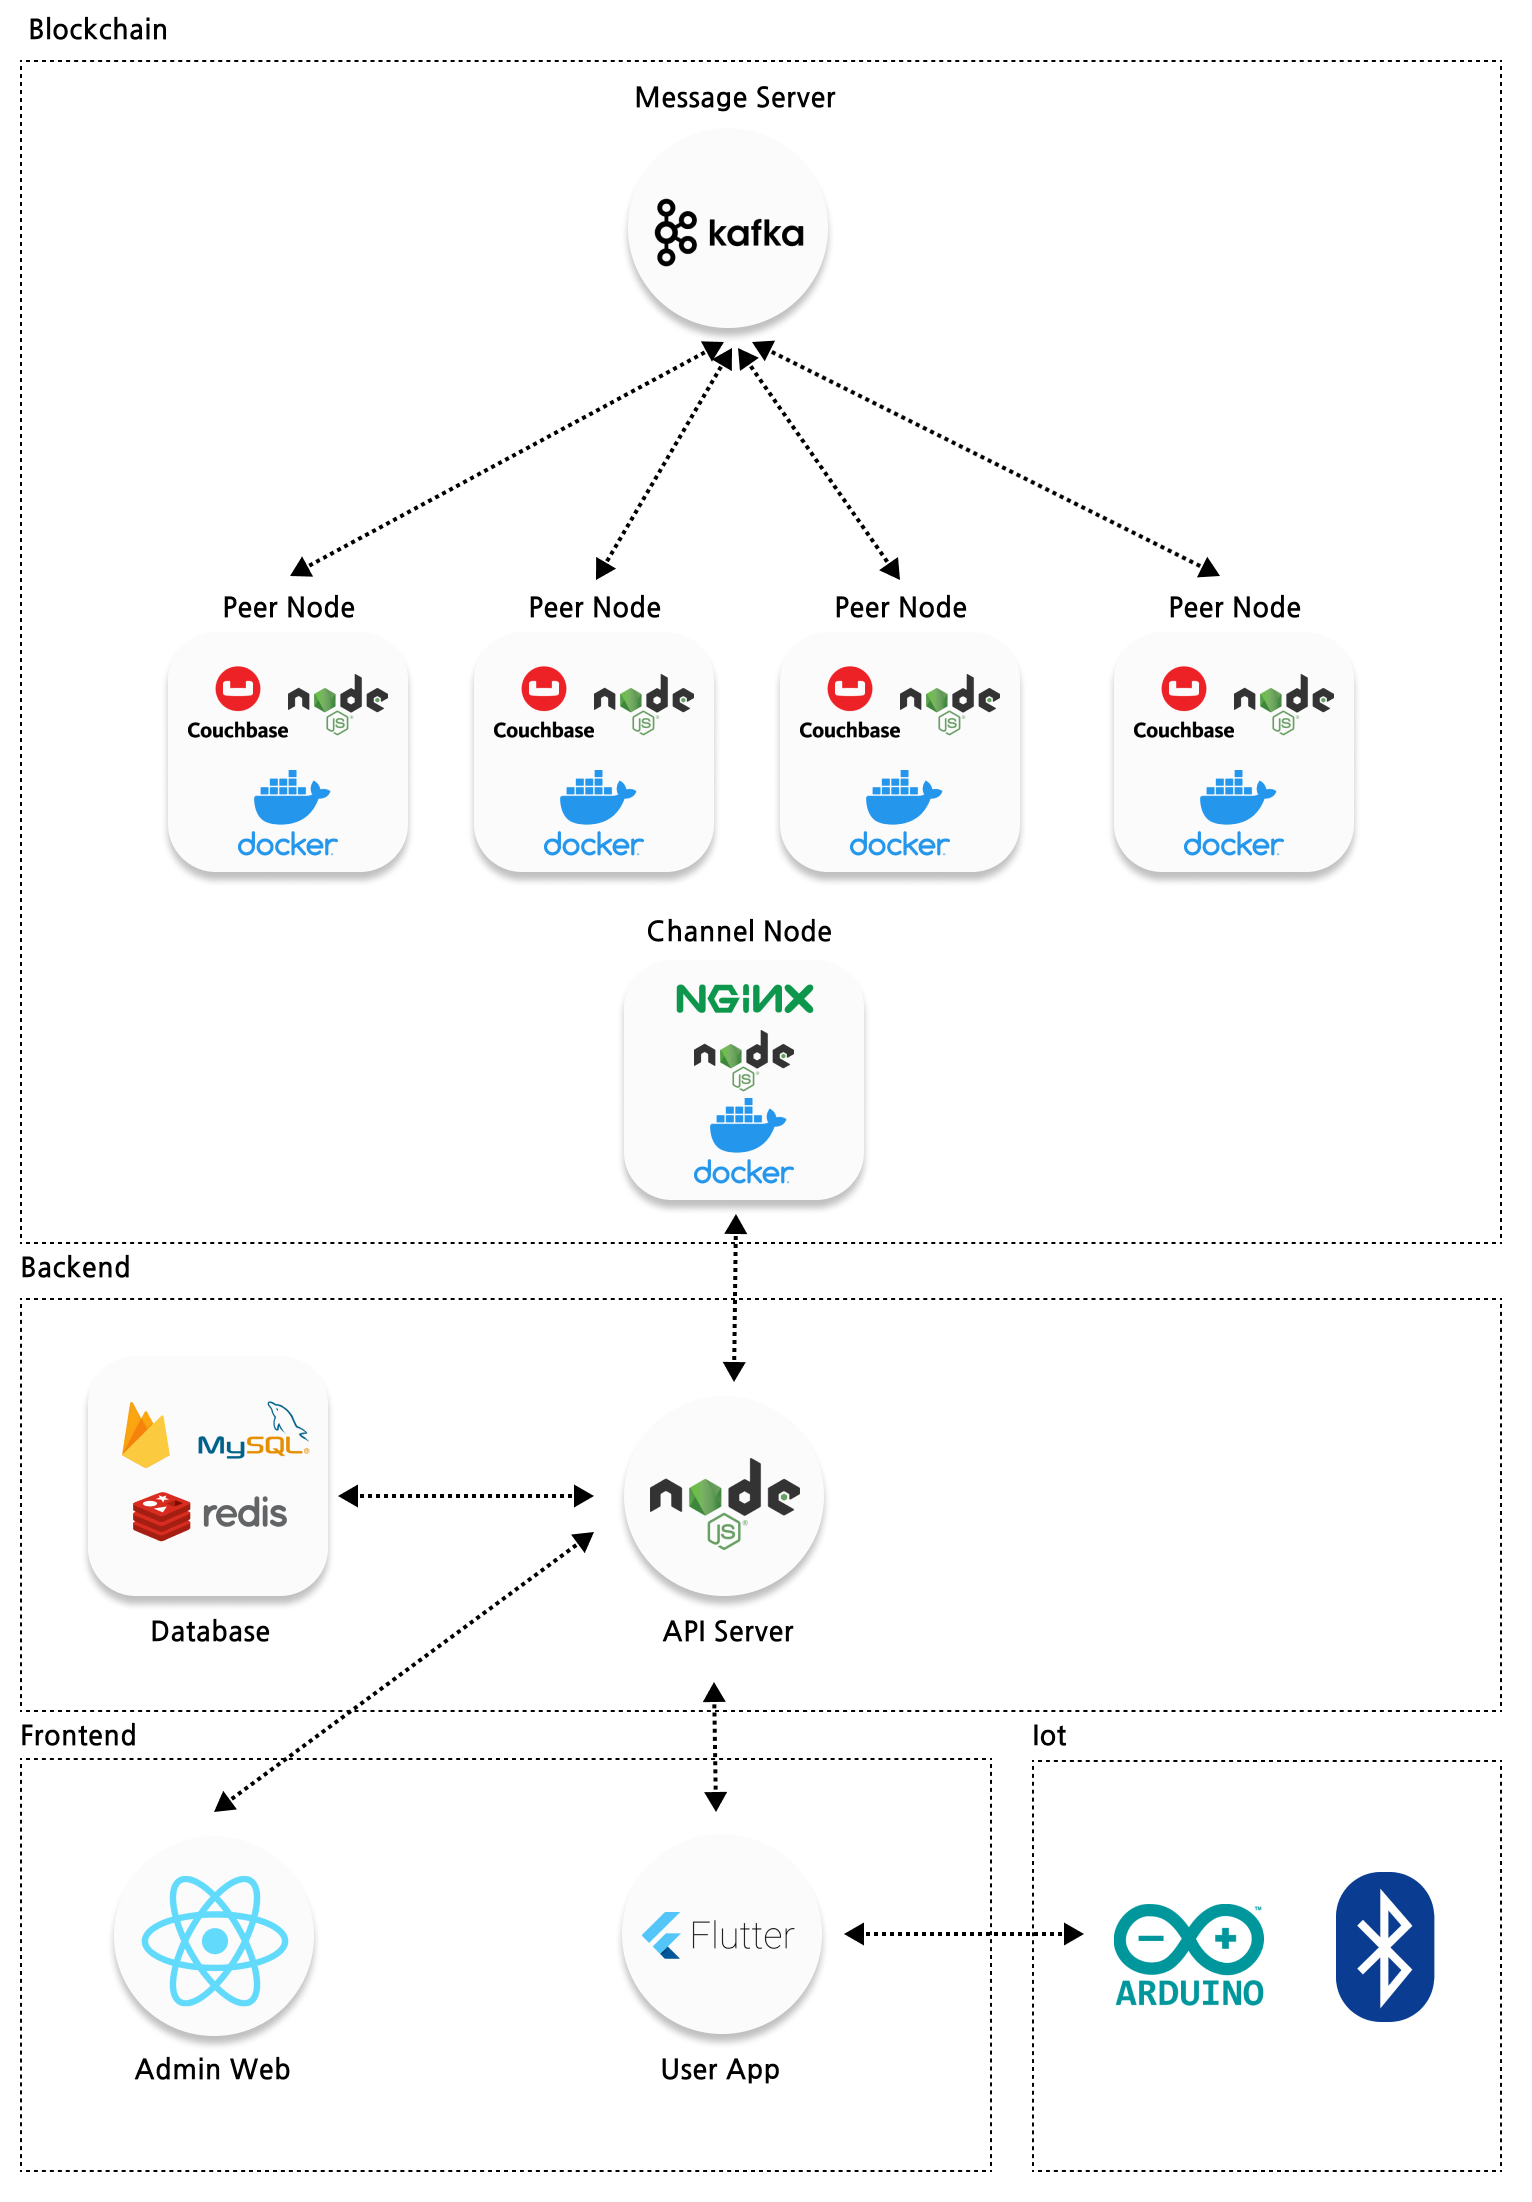 Blockchain
Message Server
kafka
Peer Node
Peer Node
Peer Node
Peer Node
Couchbase
node
JS
Couchbase
node
JS
Couchbase
node
JS
Couchbase
node
JS
docker
docker
docker
docker
Channel Node
NGiNX
node
JS
docker
Backend
MySQL®
redis
node
JS®
Database
API Server
Frontend
Iot
Flutter
ARDUINO™
Admin Web
User App